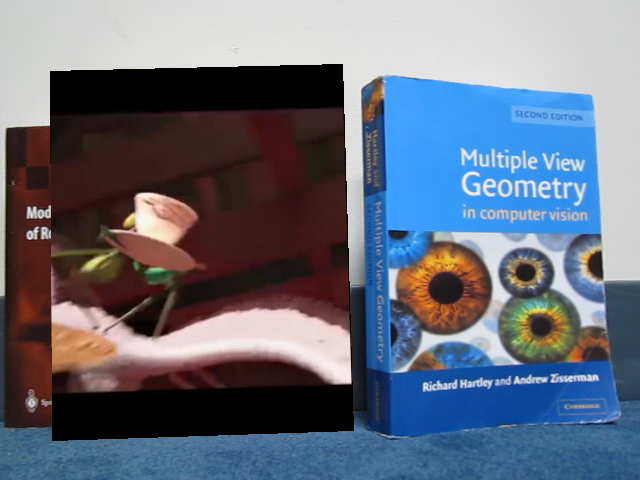 Mod
of Ro
SECOND EDITION
Multiple View
Geometry
in computer vision
Multiple View Geometry
Richard Hartley and Andrew Zisserman
CAMBRIDGE